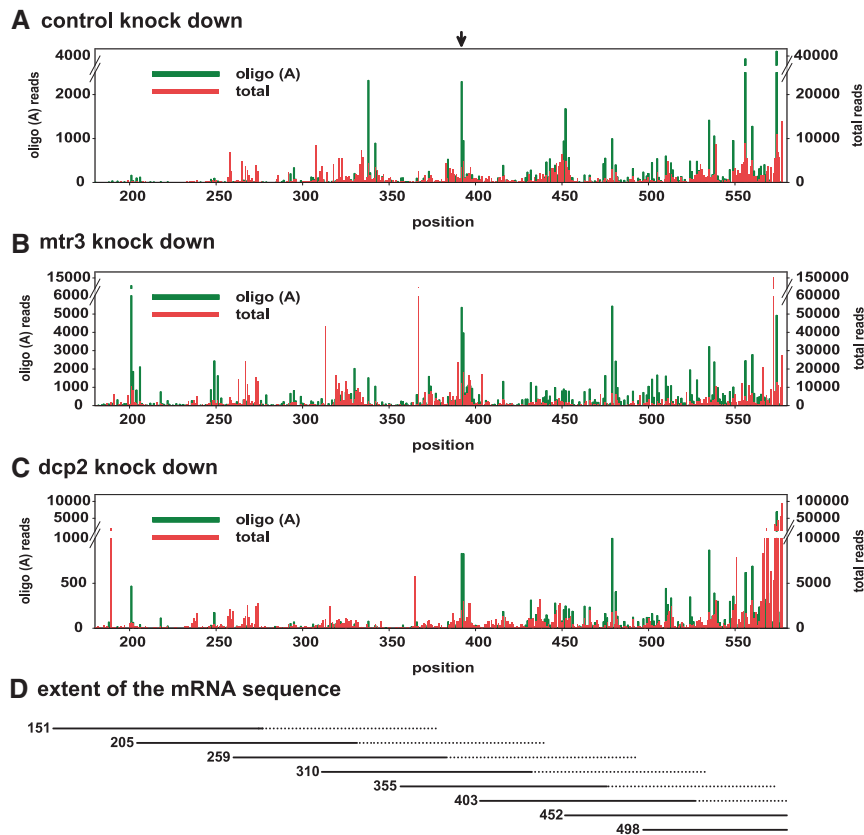 A control knock down
4000
2000
1000
0
oligo (A) reads
oligo (A)
total
40000
20000
10000
0
total reads
200 250 300 350 400 450 500 550
position
B mtr3 knock down
15000
6000
5000
4000
3000
2000
1000
0
oligo (A) reads
oligo (A)
total
150000
60000
50000
40000
30000
20000
10000
0
total reads
200 250 300 350 400 450 500 550
position
C dcp2 knock down
10000
5000
1000
500
0
oligo (A) reads
oligo (A)
total
100000
50000
10000
5000
0
total reads
200 250 300 350 400 450 500 550
position
D extent of the mRNA sequence
151
205
259
310
355
403
452
498